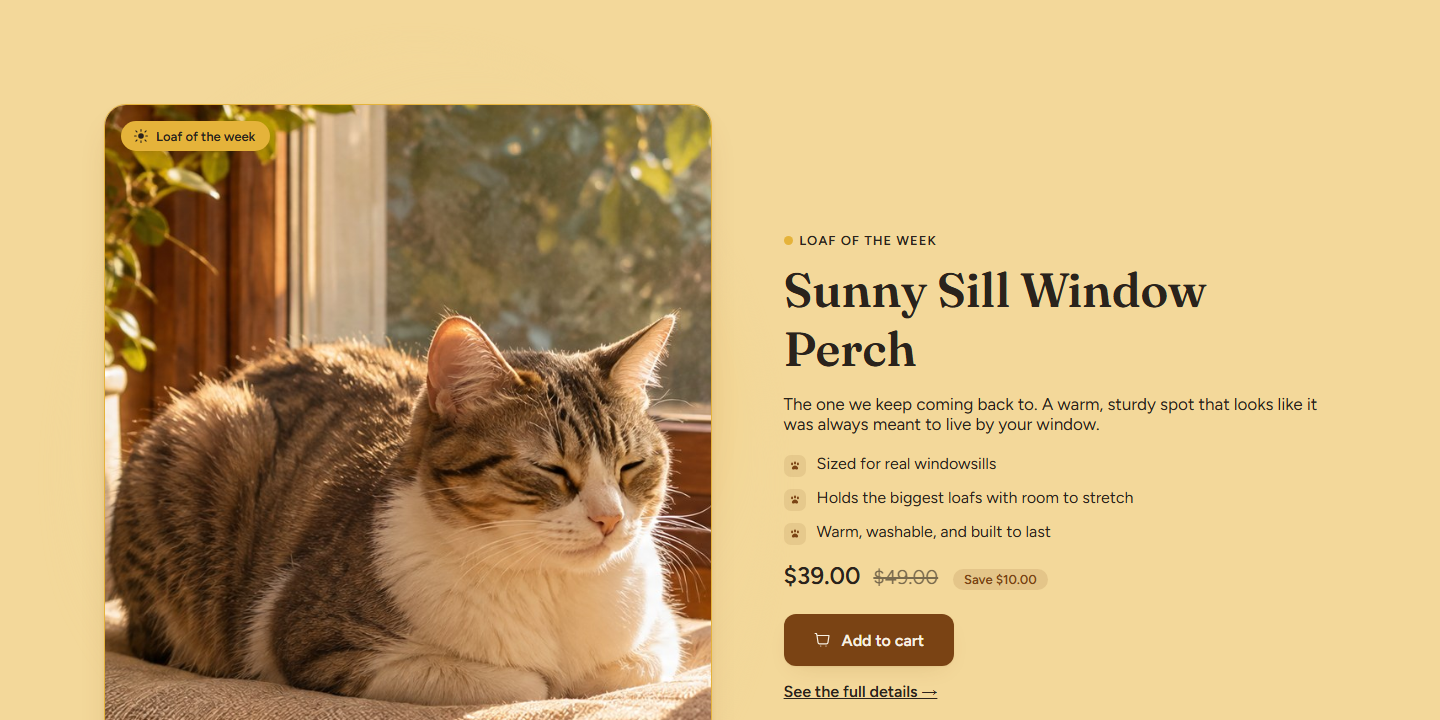 Loaf of the week
LOAF OF THE WEEK
Sunny Sill Window
Perch
The one we keep coming back to. A warm, sturdy spot that looks like it
was always meant to live by your window.
Sized for real windowsills
Holds the biggest loafs with room to stretch
Warm, washable, and built to last
$39.00 $49.00 Save $10.00
Add to cart
See the full details →